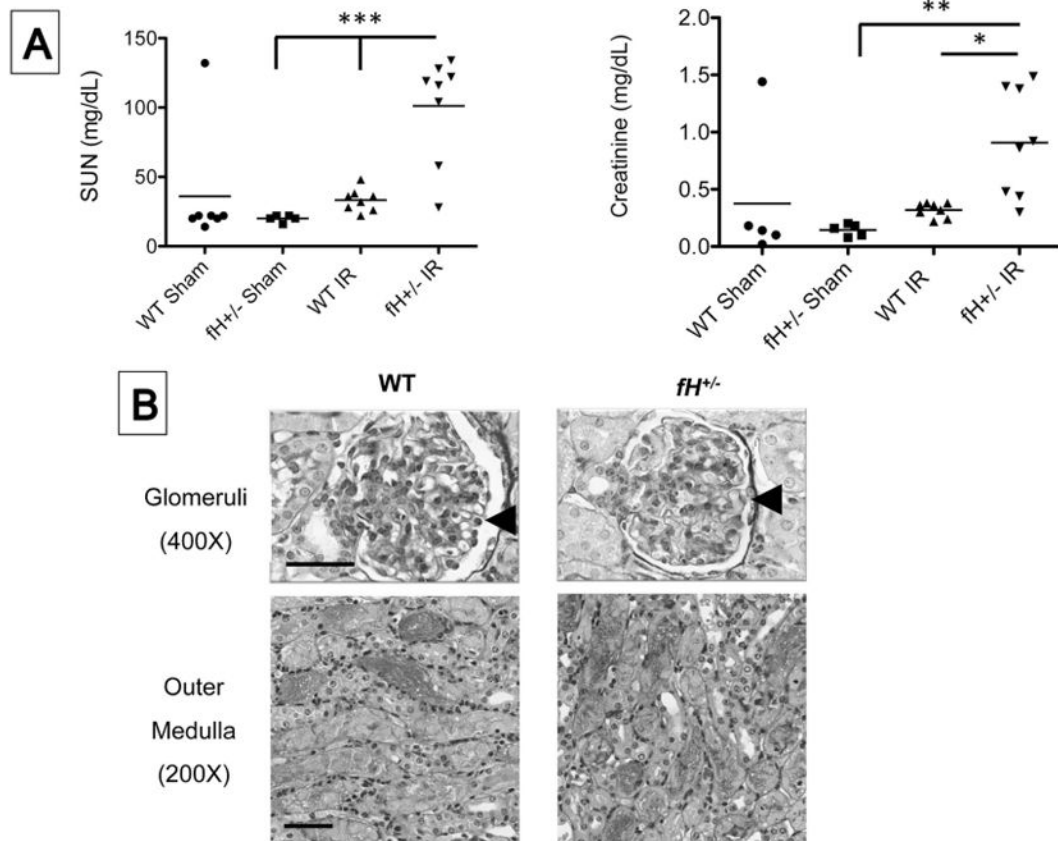 A
***
SUN (mg/dL)
150
100
50
0
WT Sham
fH+/- Sham
WT IR
fH+/- IR
**
*
Creatinine (mg/dL)
2.0
1.5
1.0
0.5
0.0
WT Sham
fH+/- Sham
WT IR
fH+/- IR
B
WT
fH+/-
Glomeruli
(400X)
Outer
Medulla
(200X)